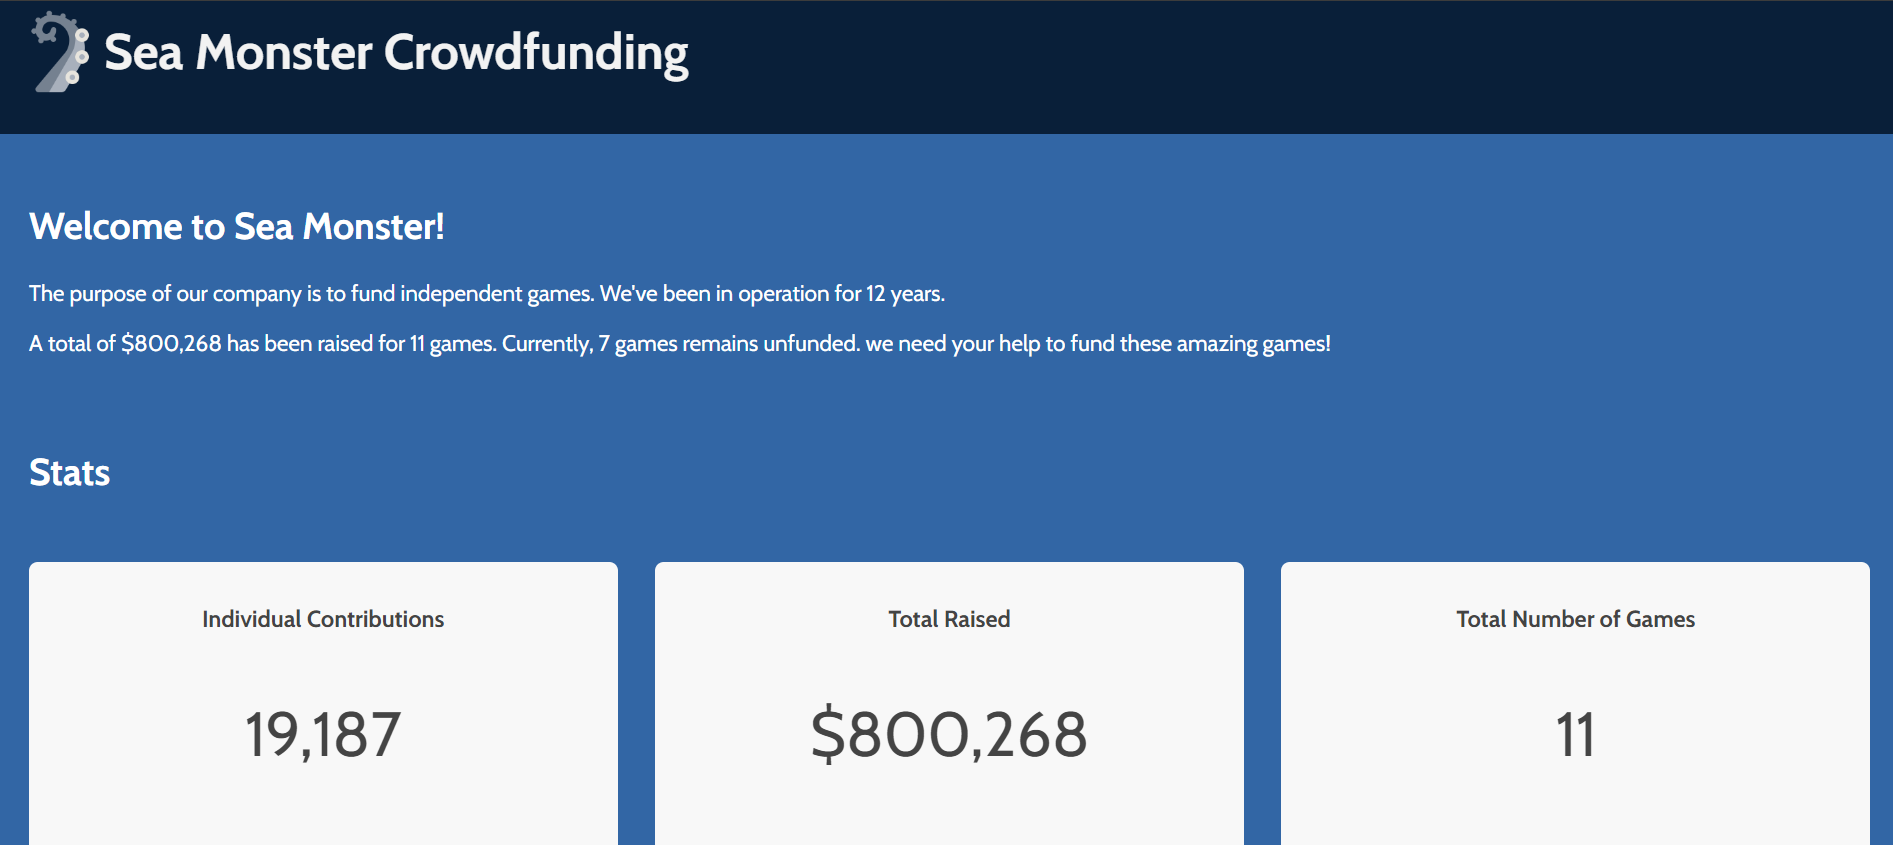 Sea Monster Crowdfunding
Welcome to Sea Monster!
The purpose of our company is to fund independent games. We've been in operation for 12 years.
A total of $800,268 has been raised for 11 games. Currently, 7 games remains unfunded. we need your help to fund these amazing games!
Stats
Individual Contributions
19,187
Total Raised
$800,268
Total Number of Games
11